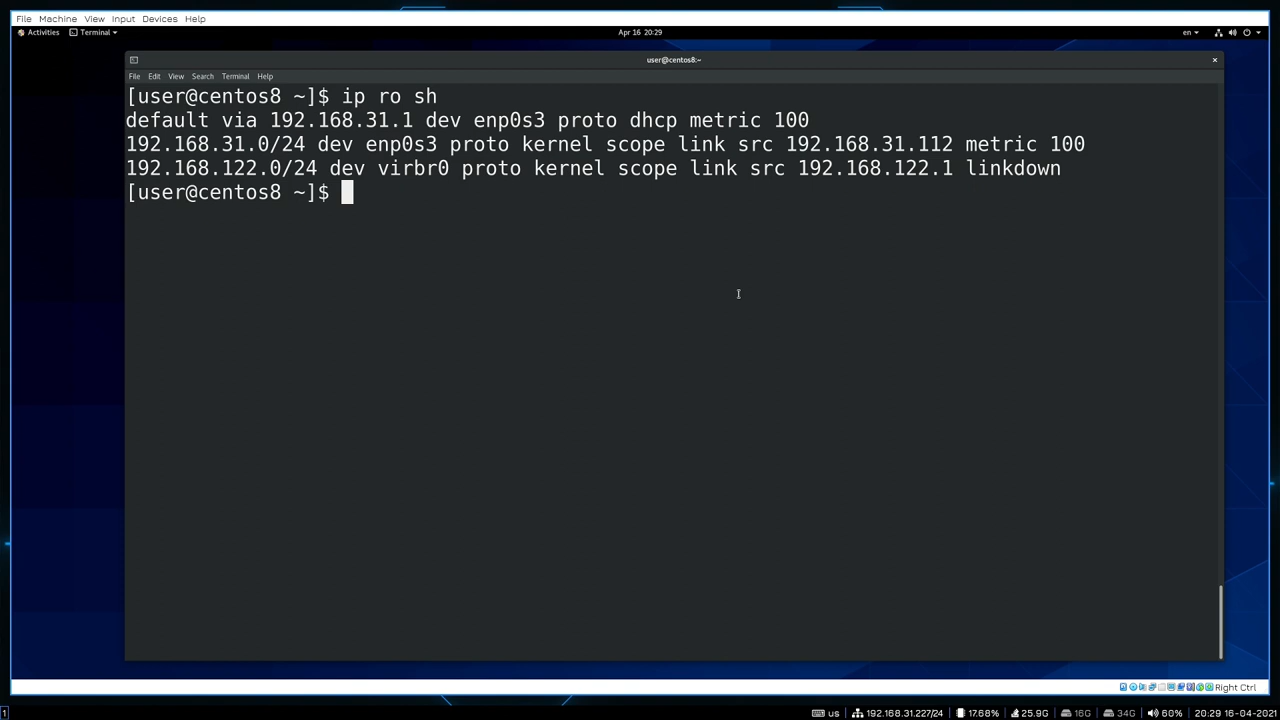 File Machine View Input Devices Help
Activities Terminal Apr 16 20:29 en
user@centos8:~
File Edit View Search Terminal Help
[user@centos8 ~]$ ip ro sh
default via 192.168.31.1 dev enp0s3 proto dhcp metric 100
192.168.31.0/24 dev enp0s3 proto kernel scope link src 192.168.31.112 metric 100
192.168.122.0/24 dev virbr0 proto kernel scope link src 192.168.122.1 linkdown
[user@centos8 ~]$
Right Ctrl
1 us 192.168.31.227/24 17.68% 25.9G 16G 34G 60% 20:29 16-04-2021